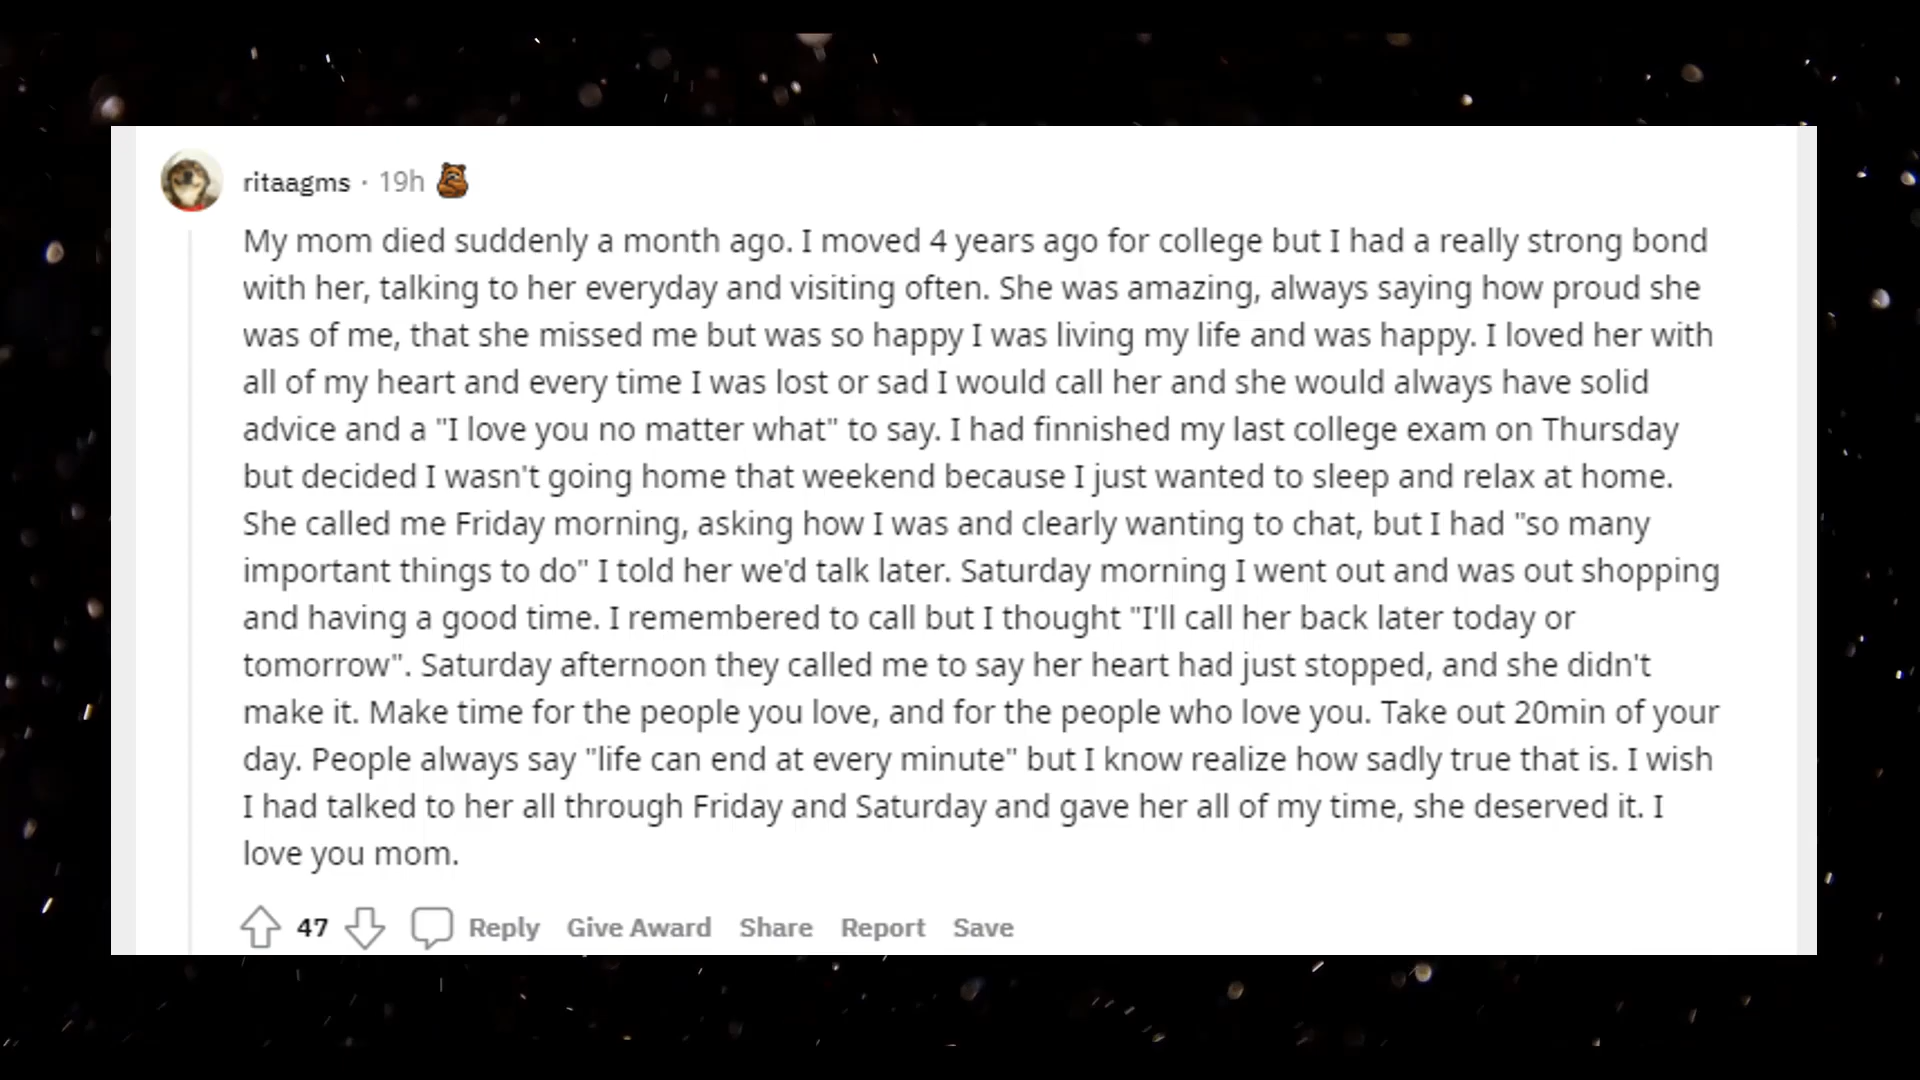 ritaagms · 19h
My mom died suddenly a month ago. I moved 4 years ago for college but I had a really strong bond
with her, talking to her everyday and visiting often. She was amazing, always saying how proud she
was of me, that she missed me but was so happy I was living my life and was happy. I loved her with
all of my heart and every time I was lost or sad I would call her and she would always have solid
advice and a "I love you no matter what" to say. I had finnished my last college exam on Thursday
but decided I wasn't going home that weekend because I just wanted to sleep and relax at home.
She called me Friday morning, asking how I was and clearly wanting to chat, but I had "so many
important things to do" I told her we'd talk later. Saturday morning I went out and was out shopping
and having a good time. I remembered to call but I thought "I'll call her back later today or
tomorrow". Saturday afternoon they called me to say her heart had just stopped, and she didn't
make it. Make time for the people you love, and for the people who love you. Take out 20min of your
day. People always say "life can end at every minute" but I know realize how sadly true that is. I wish
I had talked to her all through Friday and Saturday and gave her all of my time, she deserved it. I
love you mom.
47 Reply Give Award Share Report Save